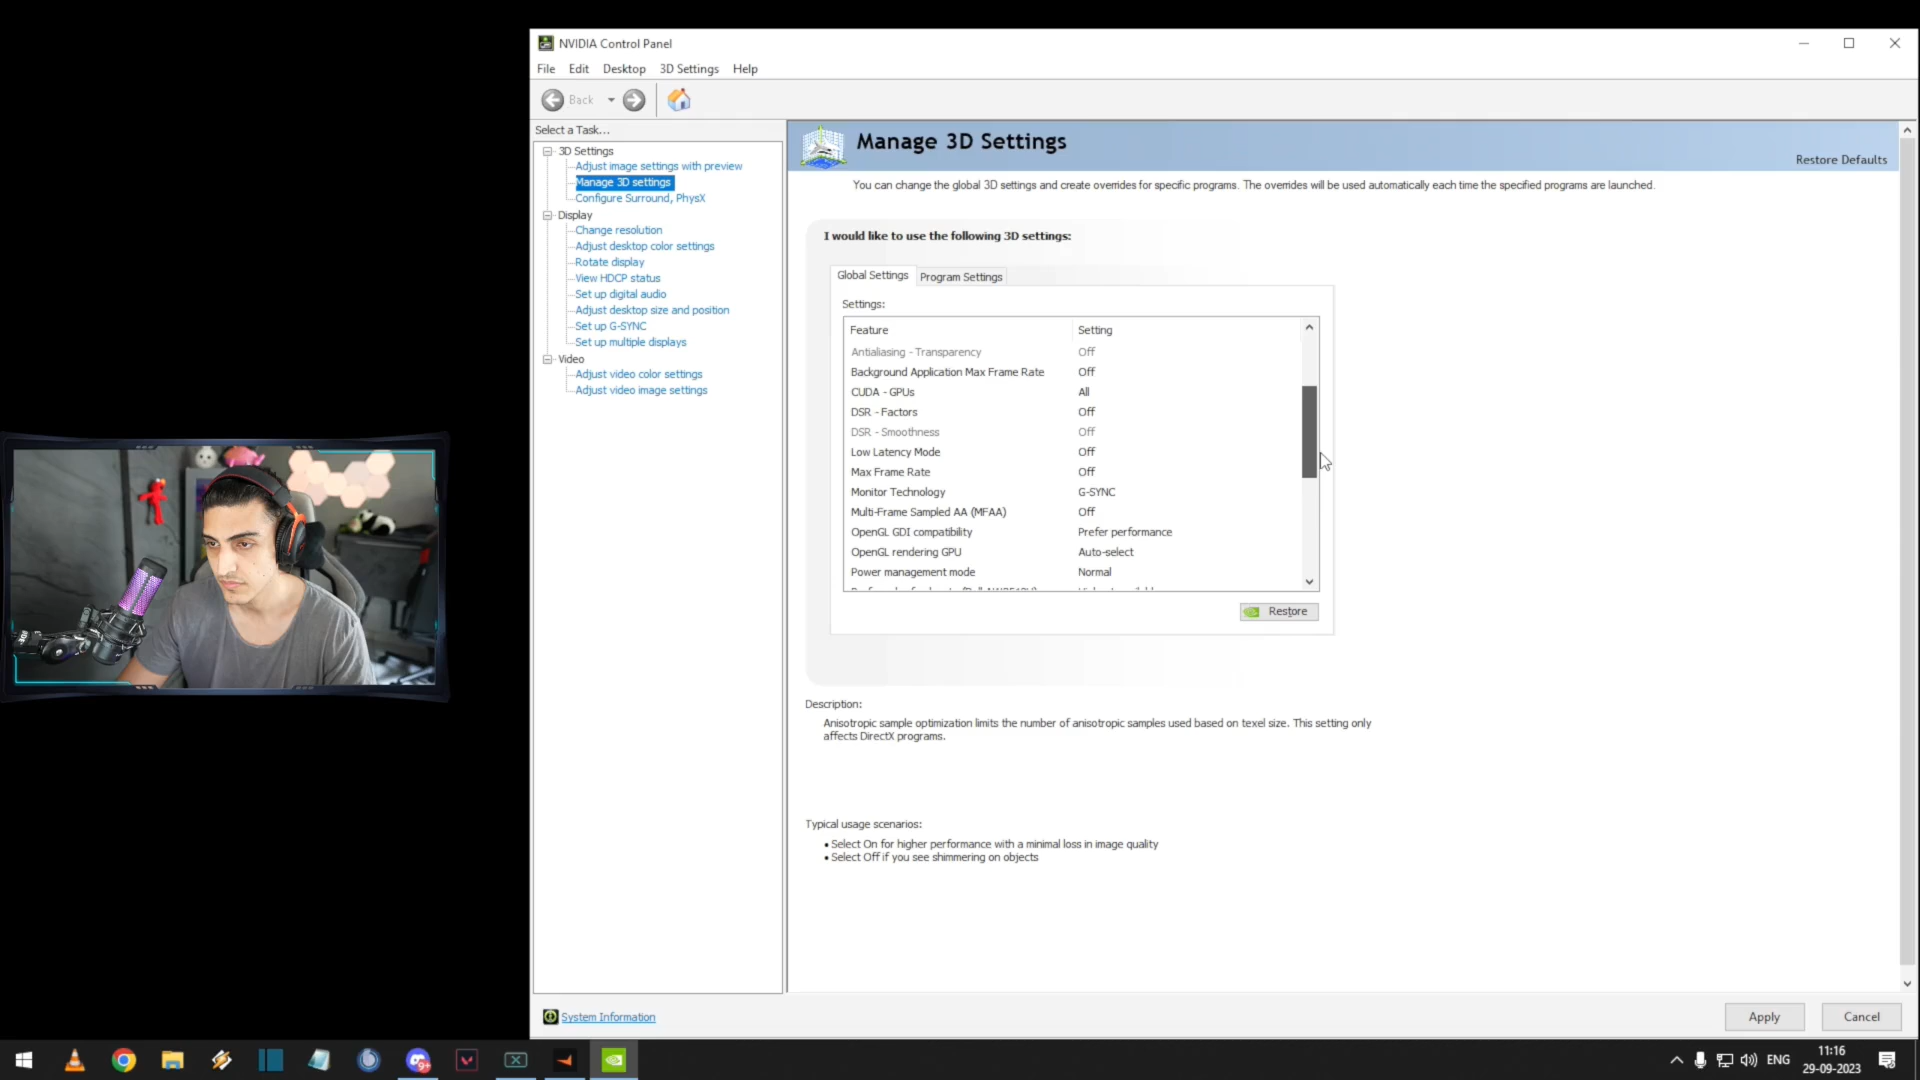 NVIDIA Control Panel
File Edit Desktop 3D Settings Help
Back
Select a Task...
3D Settings
Adjust image settings with preview
Manage 3D settings
Configure Surround, PhysX
Display
Change resolution
Adjust desktop color settings
Rotate display
View HDCP status
Set up digital audio
Adjust desktop size and position
Set up G-SYNC
Set up multiple displays
Video
Adjust video color settings
Adjust video image settings
System Information
Manage 3D Settings
Restore Defaults
You can change the global 3D settings and create overrides for specific programs. The overrides will be used automatically each time the specified programs are launched.
I would like to use the following 3D settings:
Global Settings Program Settings
Settings:
Feature Setting
Antialiasing - Transparency Off
Background Application Max Frame Rate Off
CUDA - GPUs All
DSR - Factors Off
DSR - Smoothness Off
Low Latency Mode Off
Max Frame Rate Off
Monitor Technology G-SYNC
Multi-Frame Sampled AA (MFAA) Off
OpenGL GDI compatibility Prefer performance
OpenGL rendering GPU Auto-select
Power management mode Normal
Restore
Description:
Anisotropic sample optimization limits the number of anisotropic samples used based on texel size. This setting only
affects DirectX programs.
Typical usage scenarios:
• Select On for higher performance with a minimal loss in image quality
• Select Off if you see shimmering on objects
Apply Cancel
9+
ENG
11:16
29-09-2023